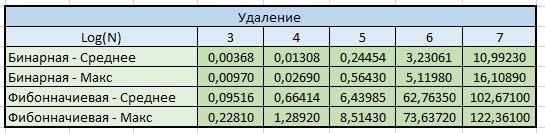 Удаление
Log(N) 3 4 5 6 7
Бинарная - Среднее 0,00368 0,01308 0,24454 3,23061 10,99230
Бинарная - Макс 0,00970 0,02690 0,56430 5,11980 16,10890
Фибонначиевая - Среднее 0,09516 0,66414 6,43985 62,76350 102,67100
Фибонначиевая - Макс 0,22810 1,28920 8,51430 73,63720 122,36100